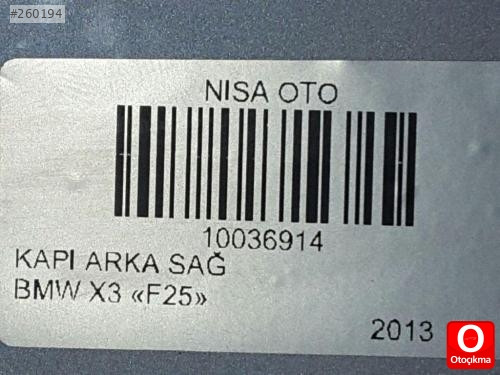 #260194
NISA OTO
10036914
KAPI ARKA SAĞ
BMW X3 «F25»
2013
Otoçıkma